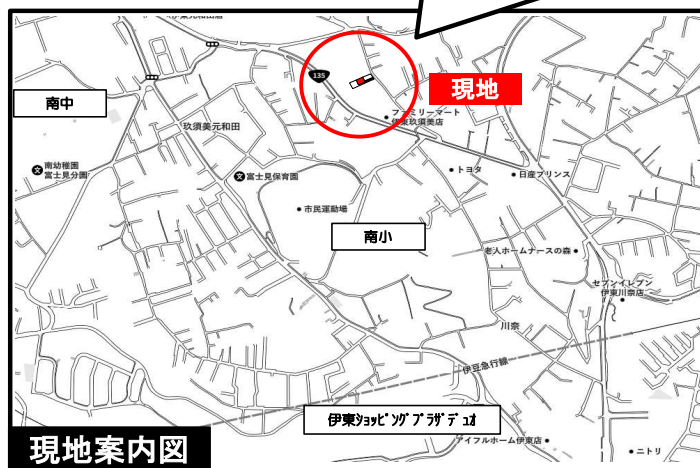 135
現地
南中
ファミリーマート
伊東玖須美店
玖須美元和田
南幼稚園
富士見分園
富士見保育園
トヨタ
日産プリンス
市民運動場
南小
老人ホームナースの森
セブンイレブン
伊東川奈店
川奈
伊豆急行線
伊東ショッピングプラザデュオ
アイフルホーム伊東店
ニトリ
現地案内図